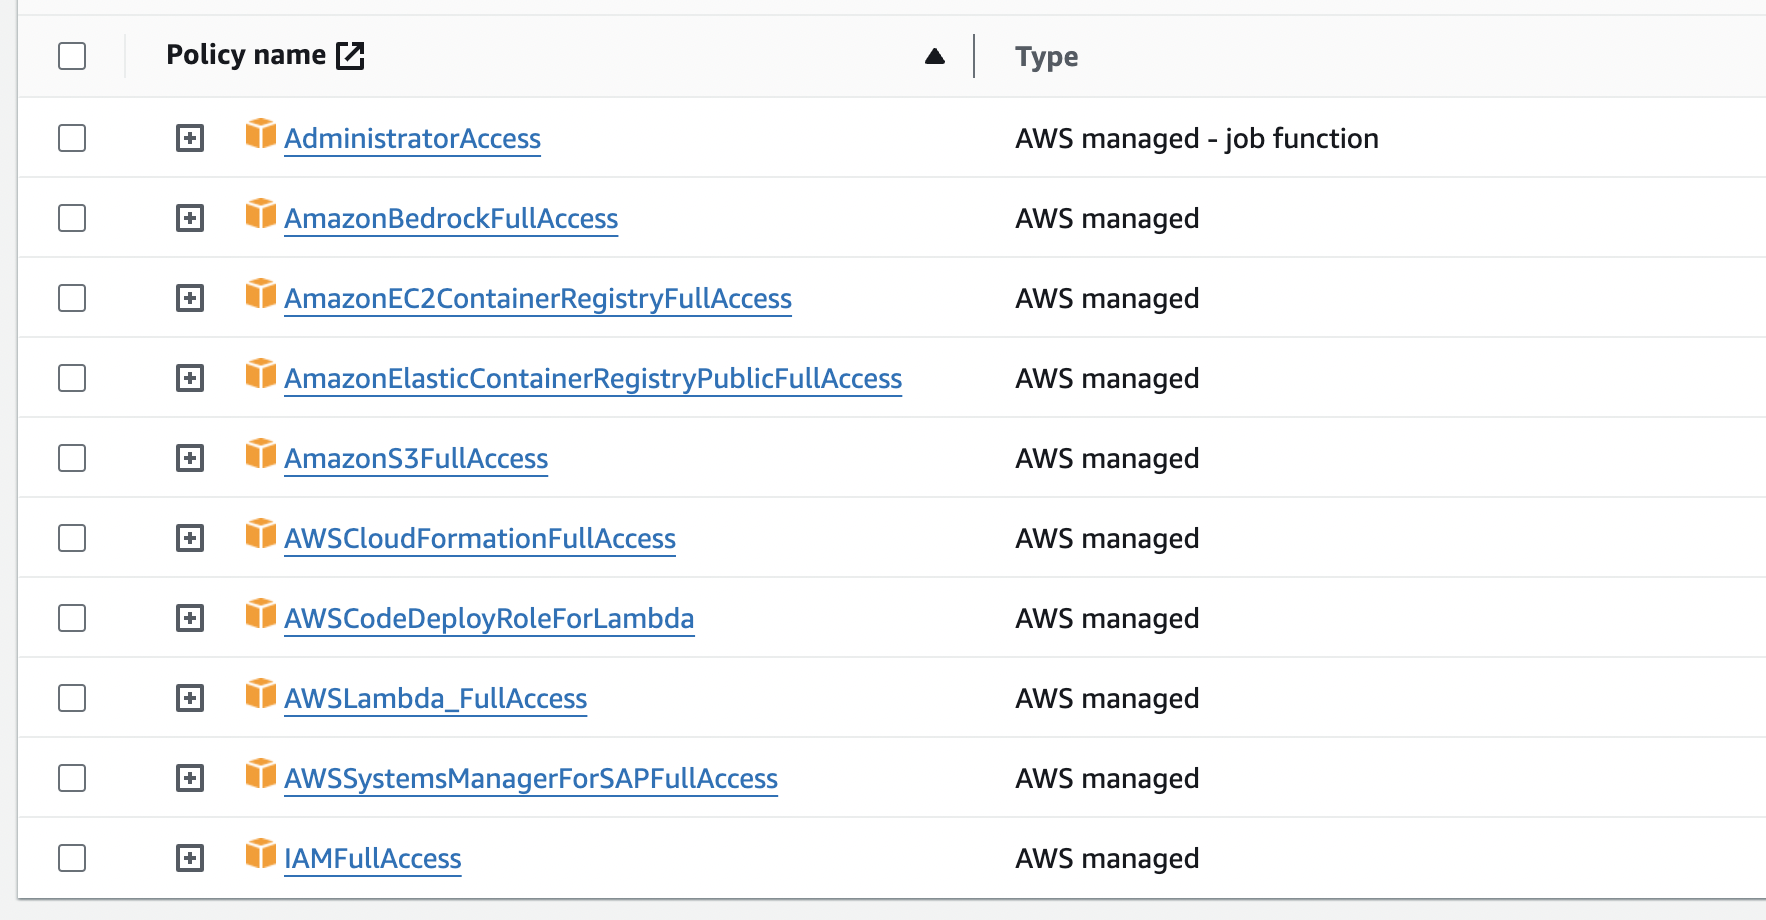 Policy name Type
AdministratorAccess AWS managed - job function
AmazonBedrockFullAccess AWS managed
AmazonEC2ContainerRegistryFullAccess AWS managed
AmazonElasticContainerRegistryPublicFullAccess AWS managed
AmazonS3FullAccess AWS managed
AWSCloudFormationFullAccess AWS managed
AWSCodeDeployRoleForLambda AWS managed
AWSLambda_FullAccess AWS managed
AWSSystemsManagerForSAPFullAccess AWS managed
IAMFullAccess AWS managed